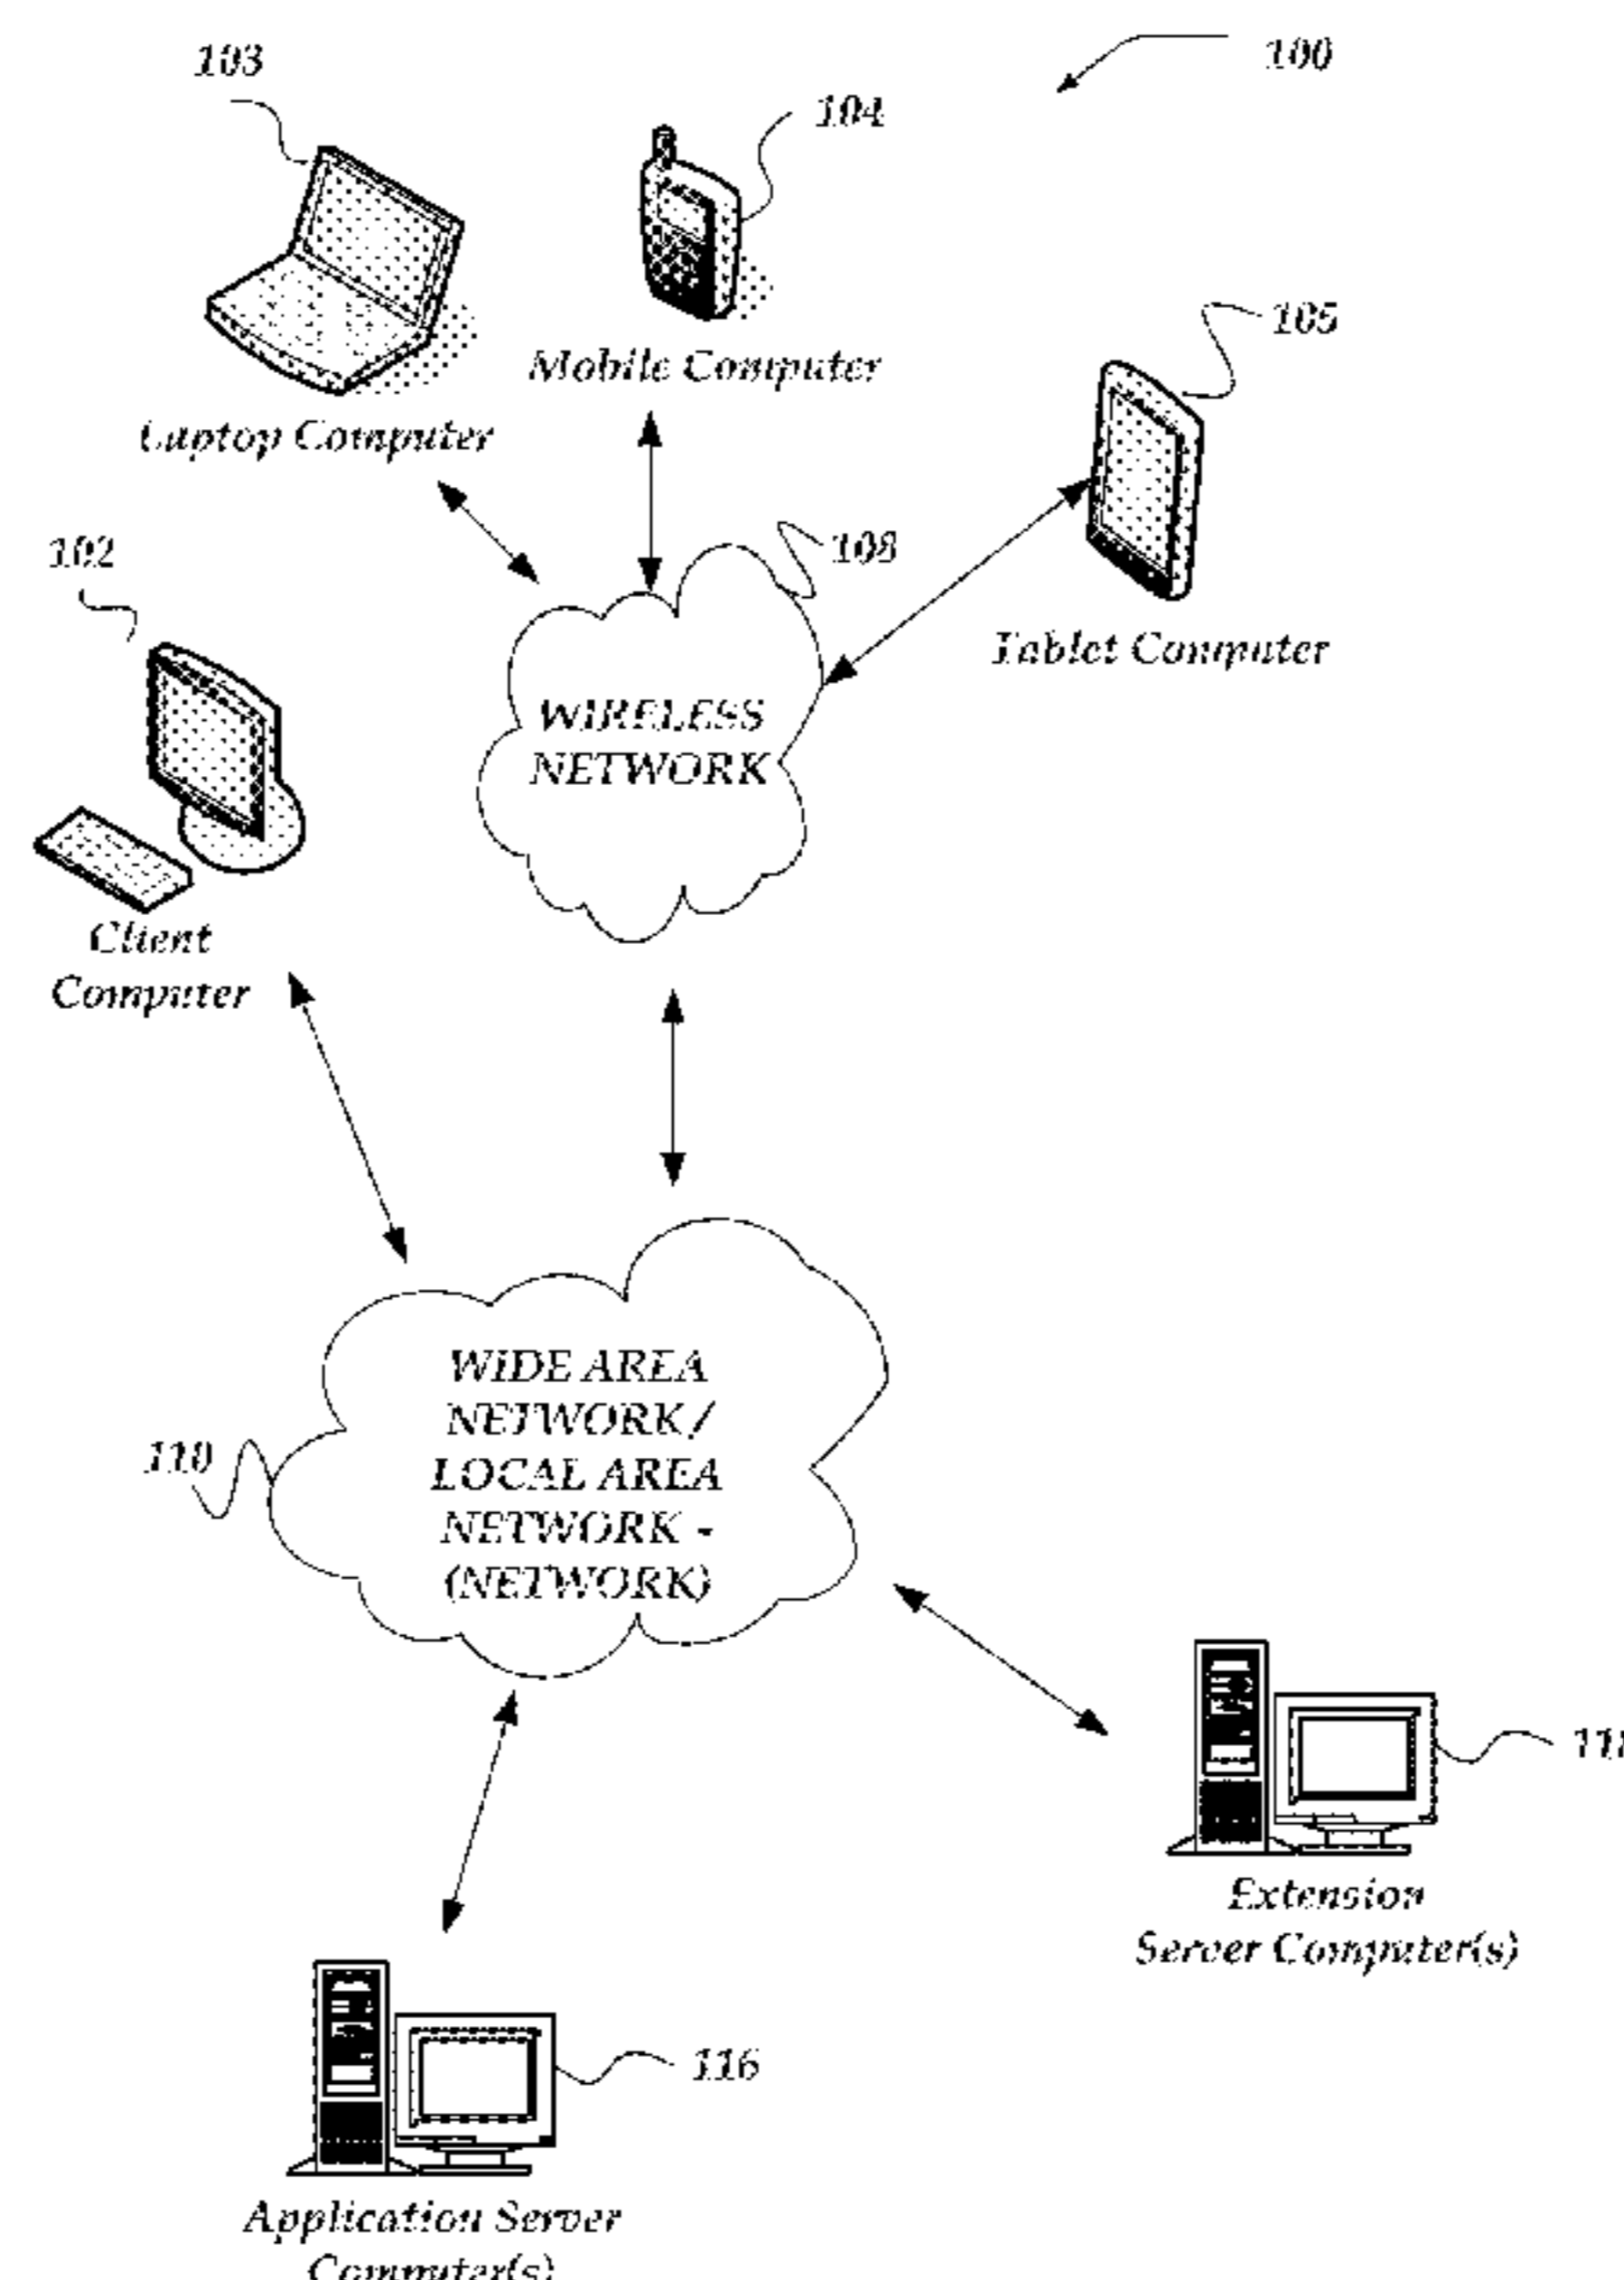 103
104
100
105
Mobile Computer
Laptop Computer
102
108
Tablet Computer
WIRELESS
NETWORK
Client
Computer
WIDE AREA
NETWORK /
LOCAL AREA
NETWORK -
(NETWORK)
110
Extension
Server Computer(s)
116
Application Server
Computer(s)